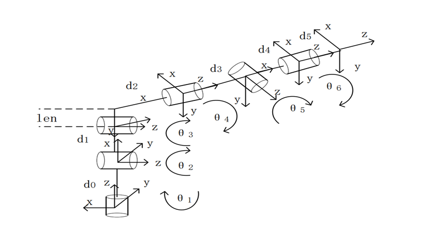 d4 d5 z
x x
d3 z y
d2 x z x
x z y θ 6
len y θ 5
y θ 4
y z θ 3
d1
x y
z θ 2
d0 z y
x θ 1